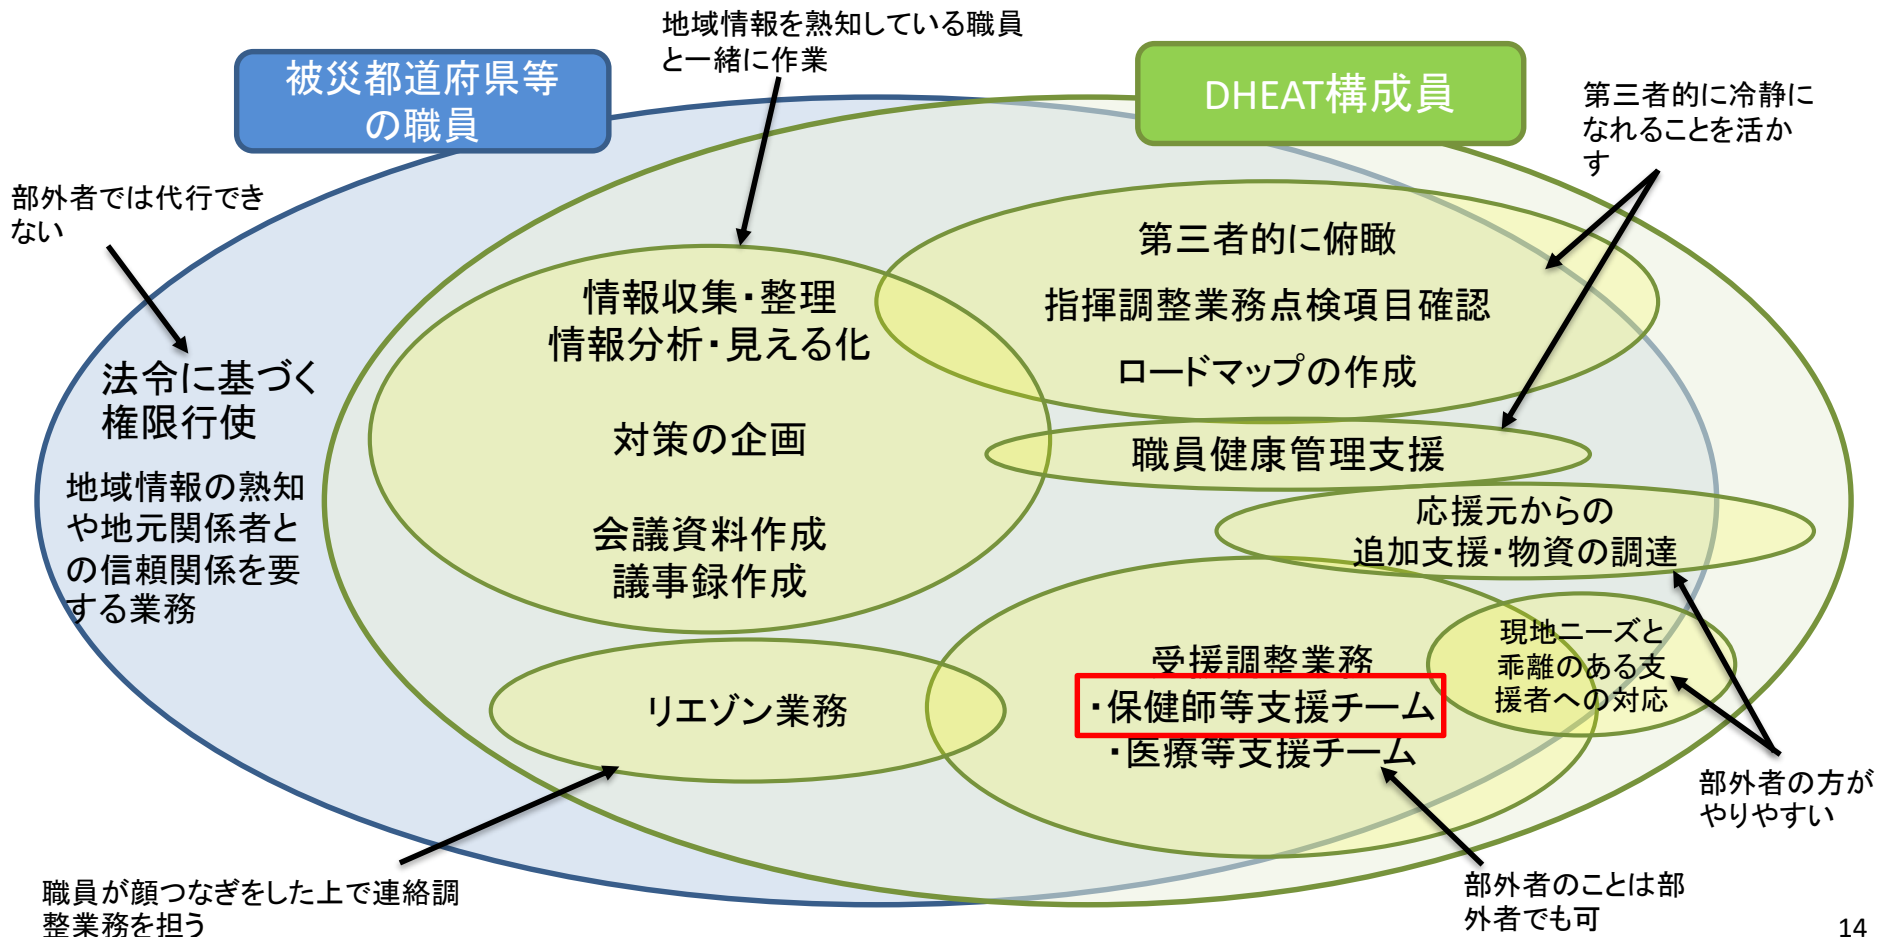 地域情報を熟知している職員
と一緒に作業
被災都道府県等
の職員
DHEAT構成員
第三者的に冷静に
なれることを活か
す
部外者では代行でき
ない
第三者的に俯瞰
情報収集・整理
情報分析・見える化
指揮調整業務点検項目確認
ロードマップの作成
法令に基づく
権限行使
対策の企画
職員健康管理支援
地域情報の熟知
や地元関係者と
の信頼関係を要
する業務
会議資料作成
議事録作成
応援元からの
追加支援・物資の調達
現地ニーズと
乖離のある支
援者への対応
受援調整業務
・保健師等支援チーム
・医療等支援チーム
リエゾン業務
部外者の方が
やりやすい
職員が顔つなぎをした上で連絡調
整業務を担う
部外者のことは部
外者でも可
14